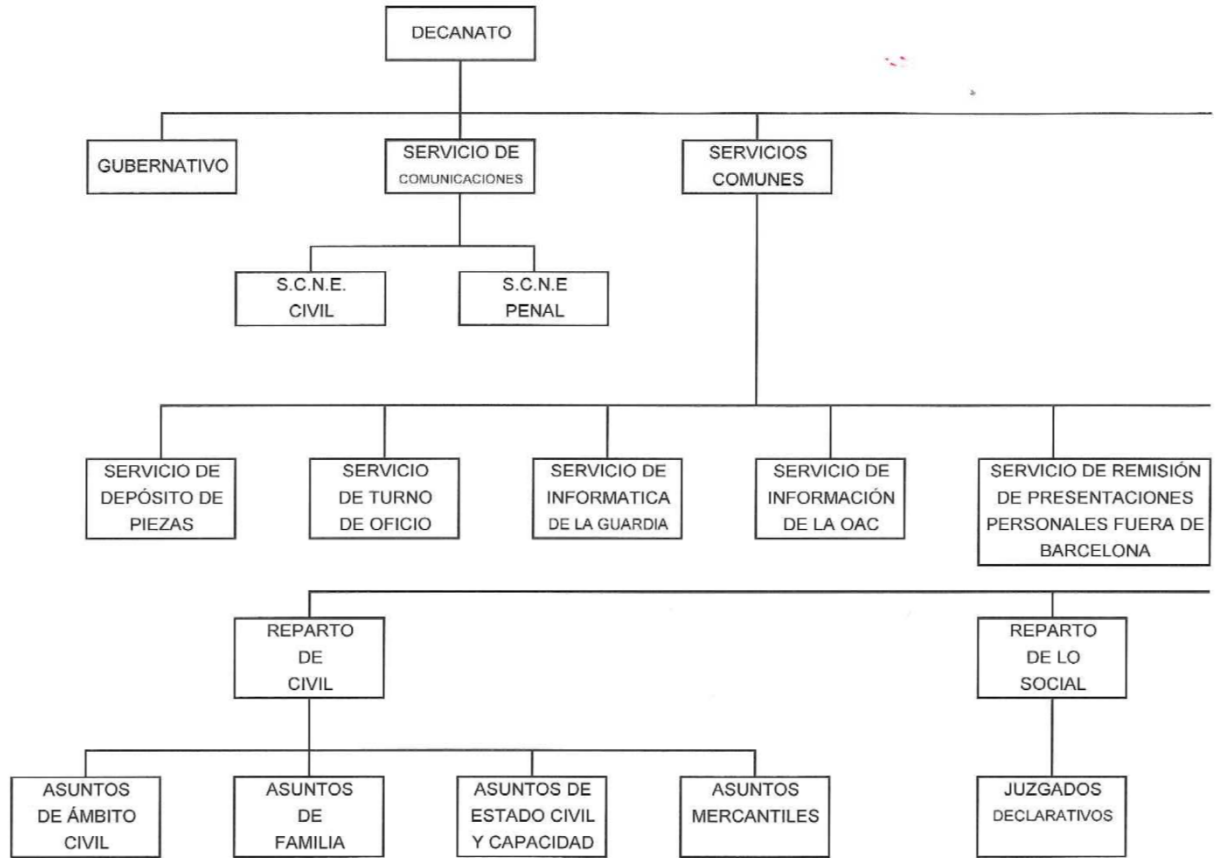 DECANATO
GUBERNATIVO
SERVICIO DE
COMUNICACIONES
SERVICIOS
COMUNES
S.C.N.E.
CIVIL
S.C.N.E
PENAL
SERVICIO DE
DEPÓSITO DE
PIEZAS
SERVICIO
DE TURNO
DE OFICIO
SERVICIO DE
INFORMATICA
DE LA GUARDIA
SERVICIO DE
INFORMACIÓN
DE LA OAC
SERVICIO DE REMISIÓN
DE PRESENTACIONES
PERSONALES FUERA DE
BARCELONA
REPARTO
DE
CIVIL
REPARTO
DE LO
SOCIAL
ASUNTOS
DE ÁMBITO
CIVIL
ASUNTOS
DE
FAMILIA
ASUNTOS DE
ESTADO CIVIL
Y CAPACIDAD
ASUNTOS
MERCANTILES
JUZGADOS
DECLARATIVOS